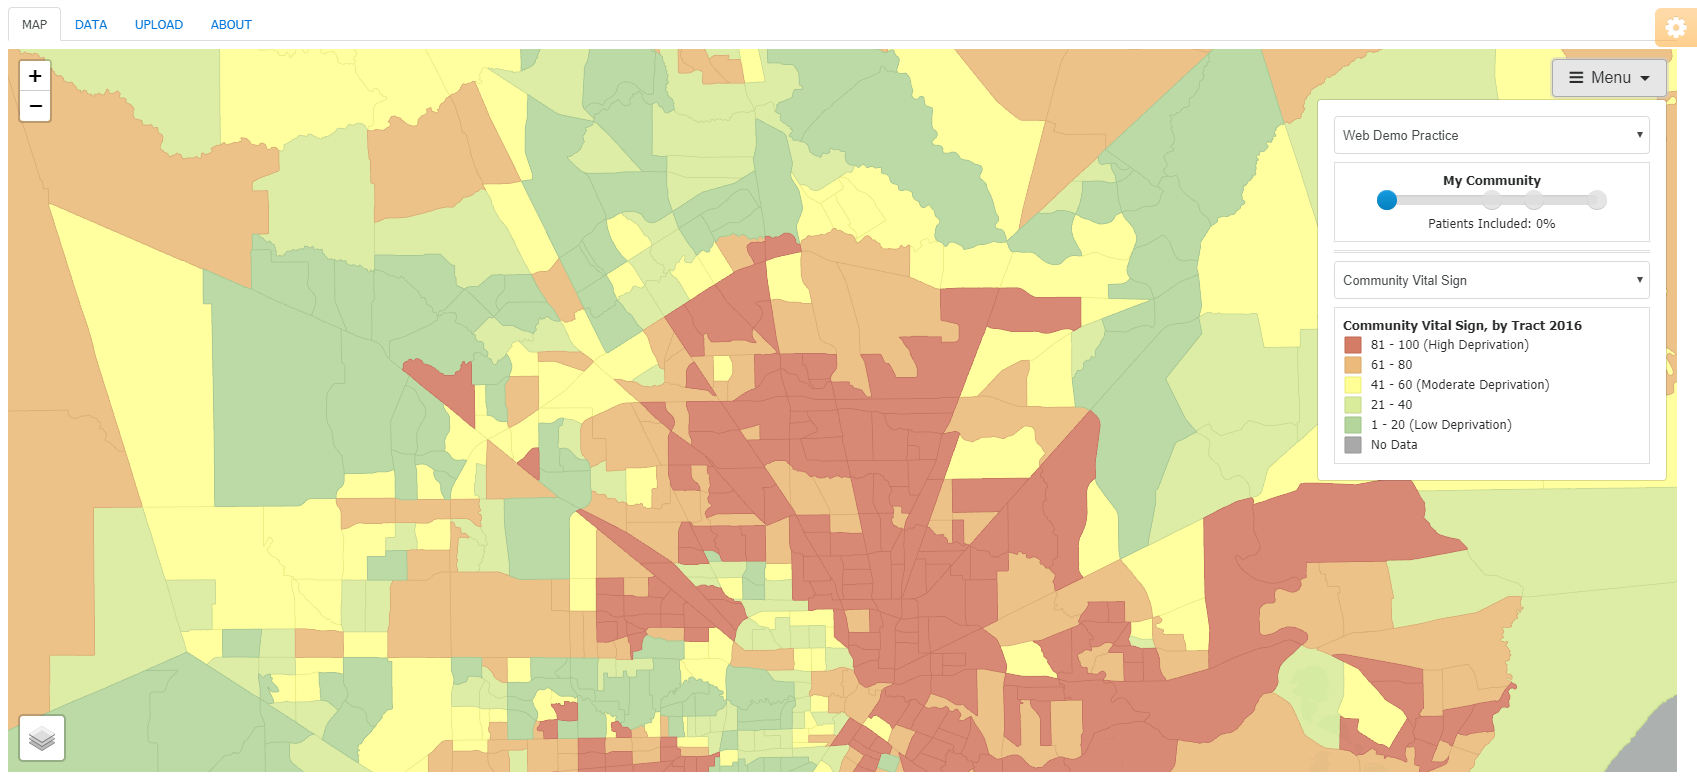 MAP DATA UPLOAD ABOUT
+
−
Menu
Web Demo Practice
My Community
Patients Included: 0%
Community Vital Sign
Community Vital Sign, by Tract 2016
81 - 100 (High Deprivation)
61 - 80
41 - 60 (Moderate Deprivation)
21 - 40
1 - 20 (Low Deprivation)
No Data